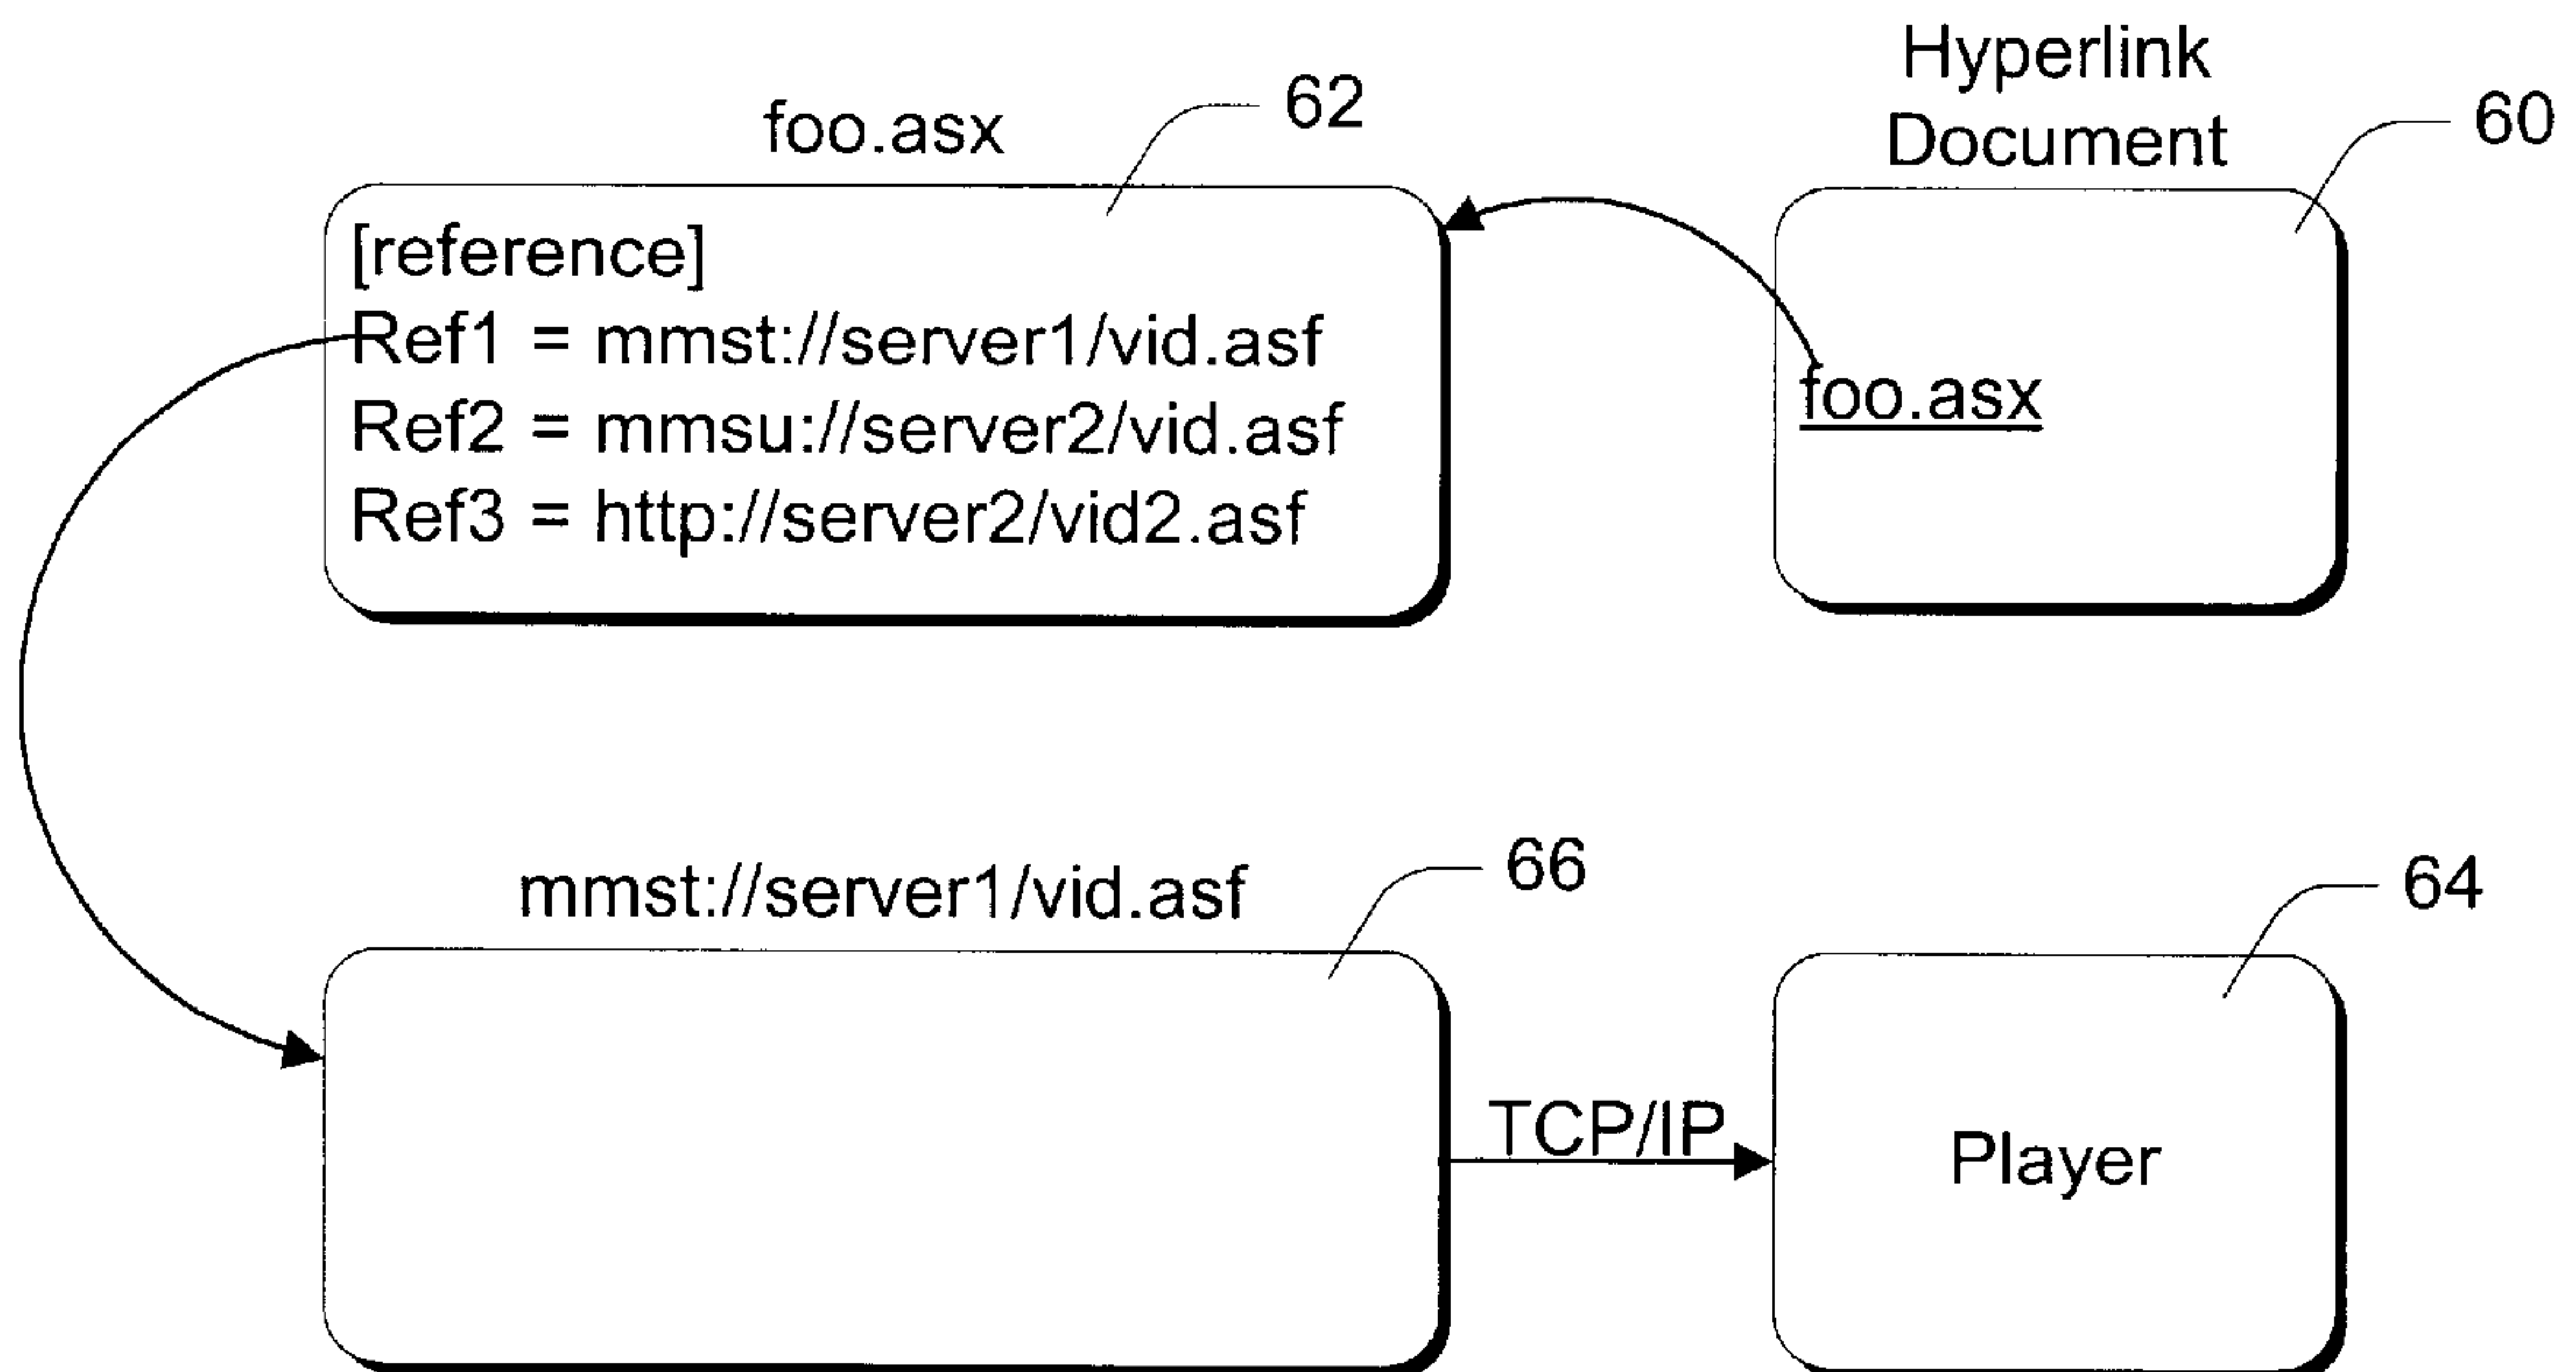 foo.asx
62
[reference]
Ref1 = mmst://server1/vid.asf
Ref2 = mmsu://server2/vid.asf
Ref3 = http://server2/vid2.asf
Hyperlink
Document
60
foo.asx
mmst://server1/vid.asf
66
TCP/IP
64
Player